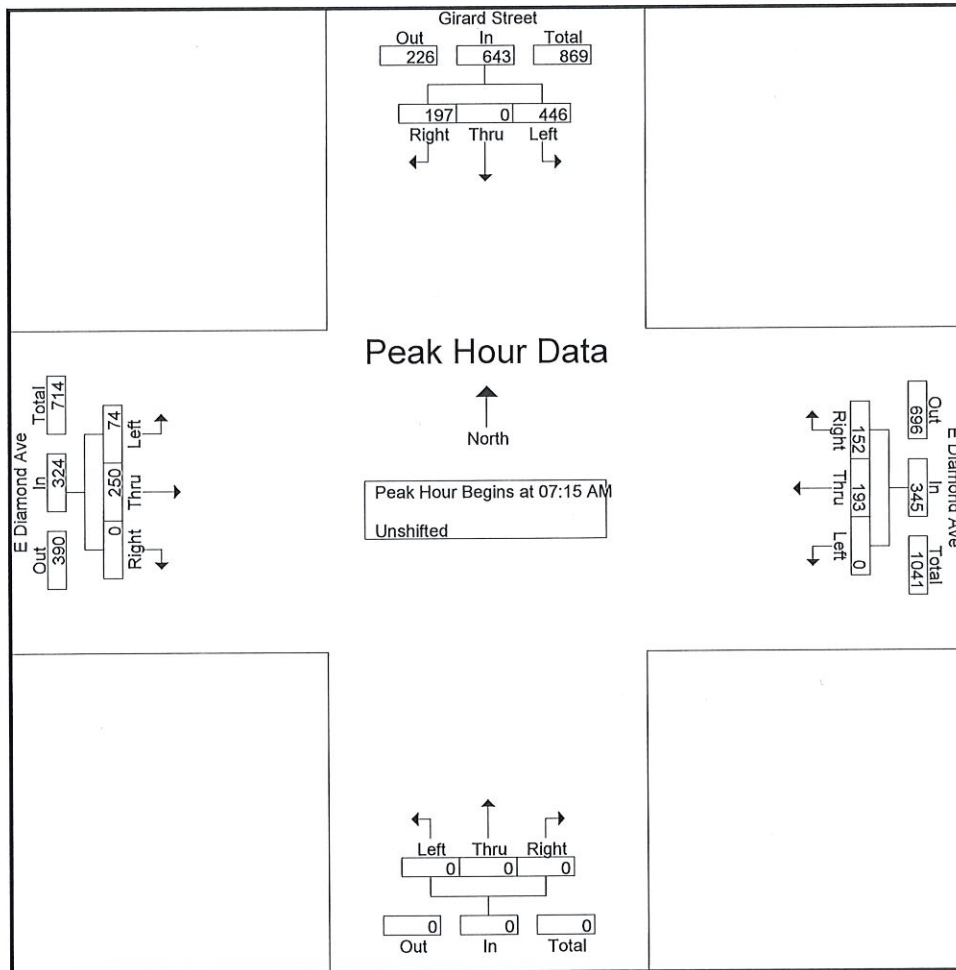 Girard Street
Out In Total
226 643 869
197 0 446
Right Thru Left
Peak Hour Data
North
Peak Hour Begins at 07:15 AM
Unshifted
E Diamond Ave
Out In Total
390 324 714
Right Thru Left
0 250 74
E Diamond Ave
Out In Total
696 345 1041
Right Thru Left
152 193 0
Left Thru Right
0 0 0
0 0 0
Out In Total